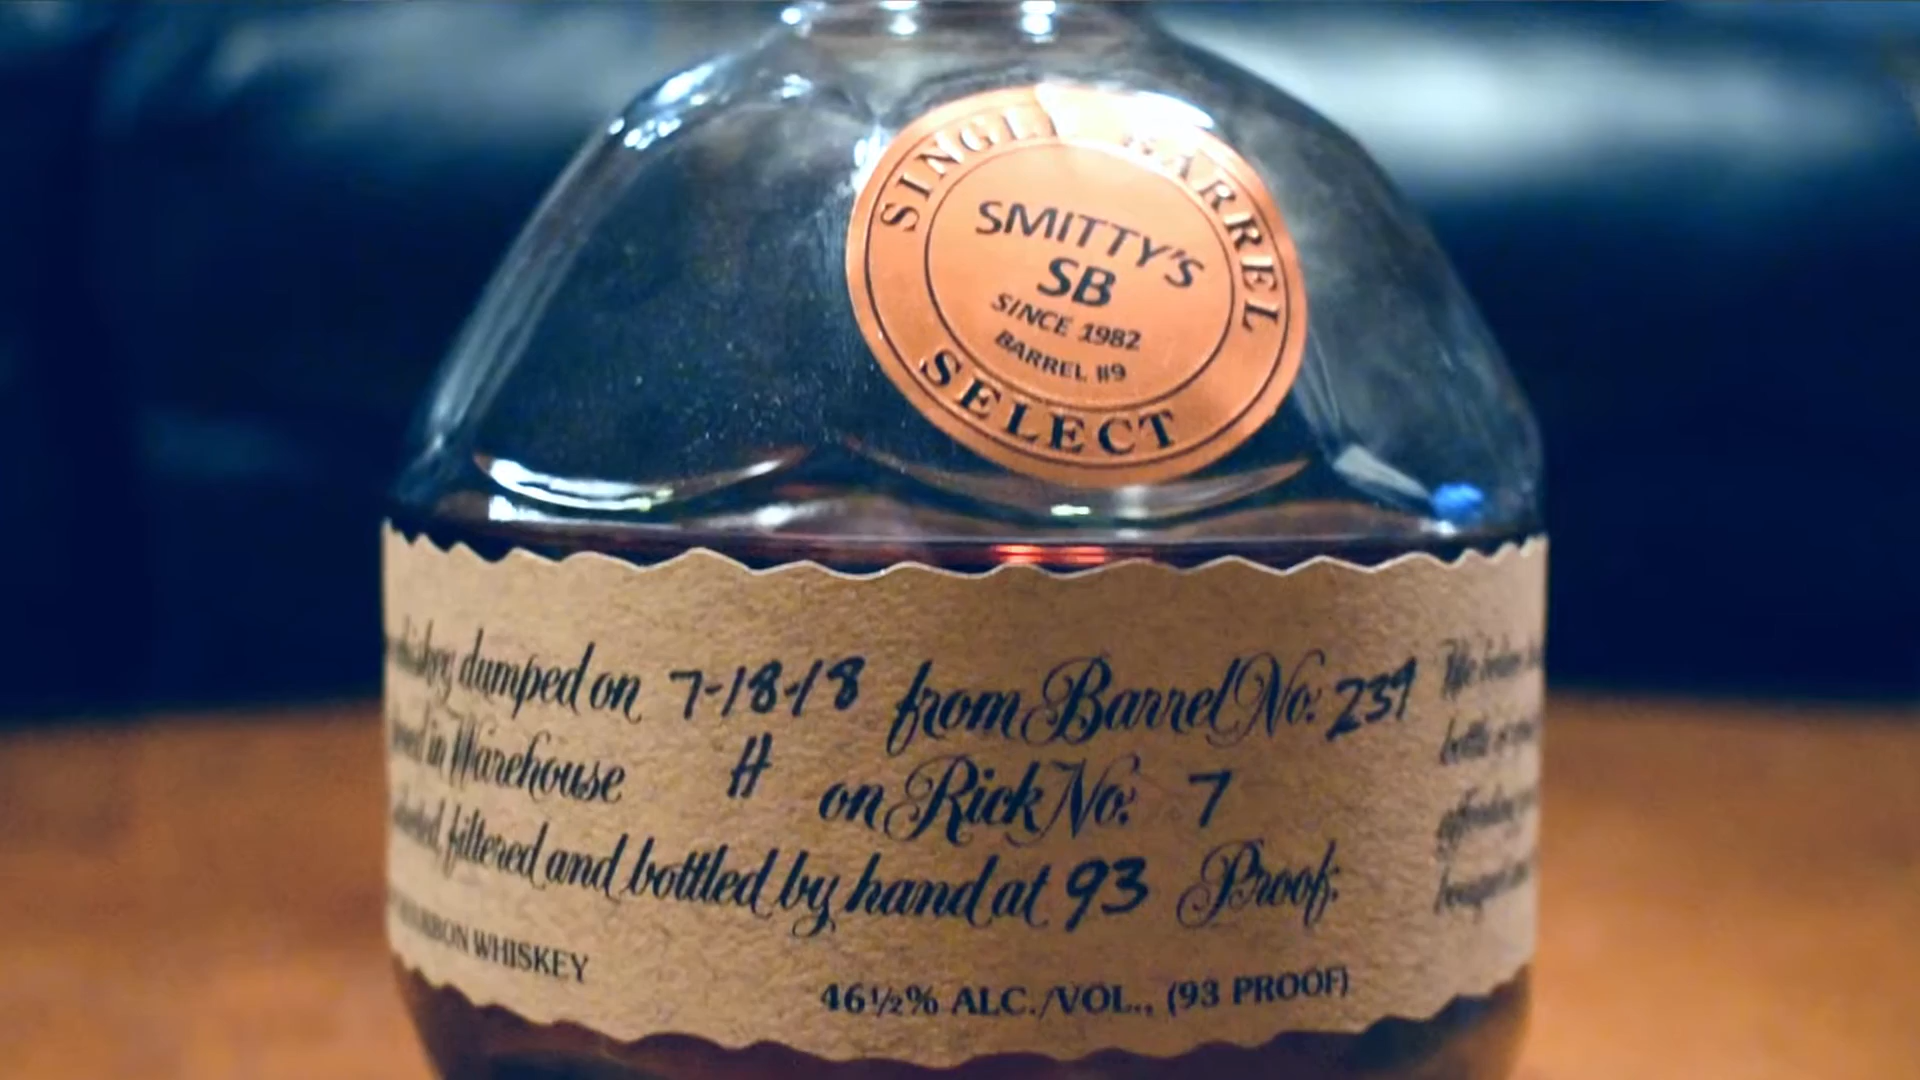 SINGLE BARREL
SMITTY'S
SB
SINCE 1982
BARREL #9
SELECT
whiskey dumped on 7-18-18 from Barrel No: 239
in Warehouse H on Rick No: 7
filtered and bottled by hand at 93 Proof.
BOURBON WHISKEY
46½% ALC./VOL., (93 PROOF)